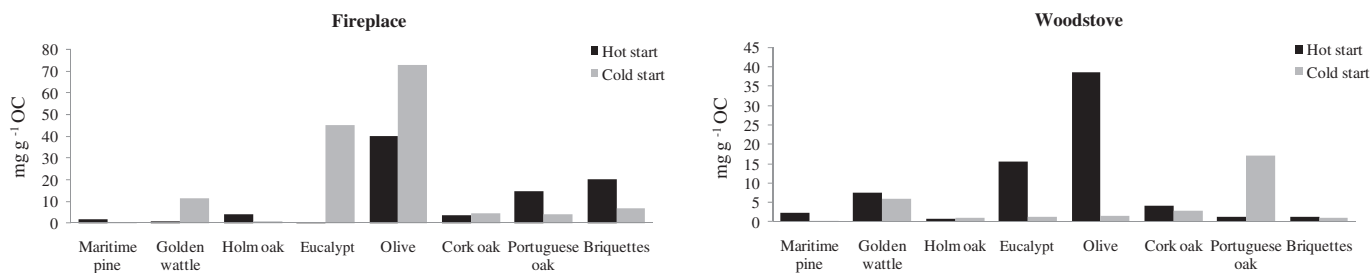 Fireplace
mg g⁻¹ OC
80
70
60
50
40
30
20
10
0
Hot start
Cold start
Maritime
pine
Golden
wattle
Holm oak
Eucalypt
Olive
Cork oak
Portuguese
oak
Briquettes
Woodstove
mg g⁻¹ OC
45
40
35
30
25
20
15
10
5
0
Hot start
Cold start
Maritime
pine
Golden
wattle
Holm oak
Eucalypt
Olive
Cork oak
Portuguese
oak
Briquettes